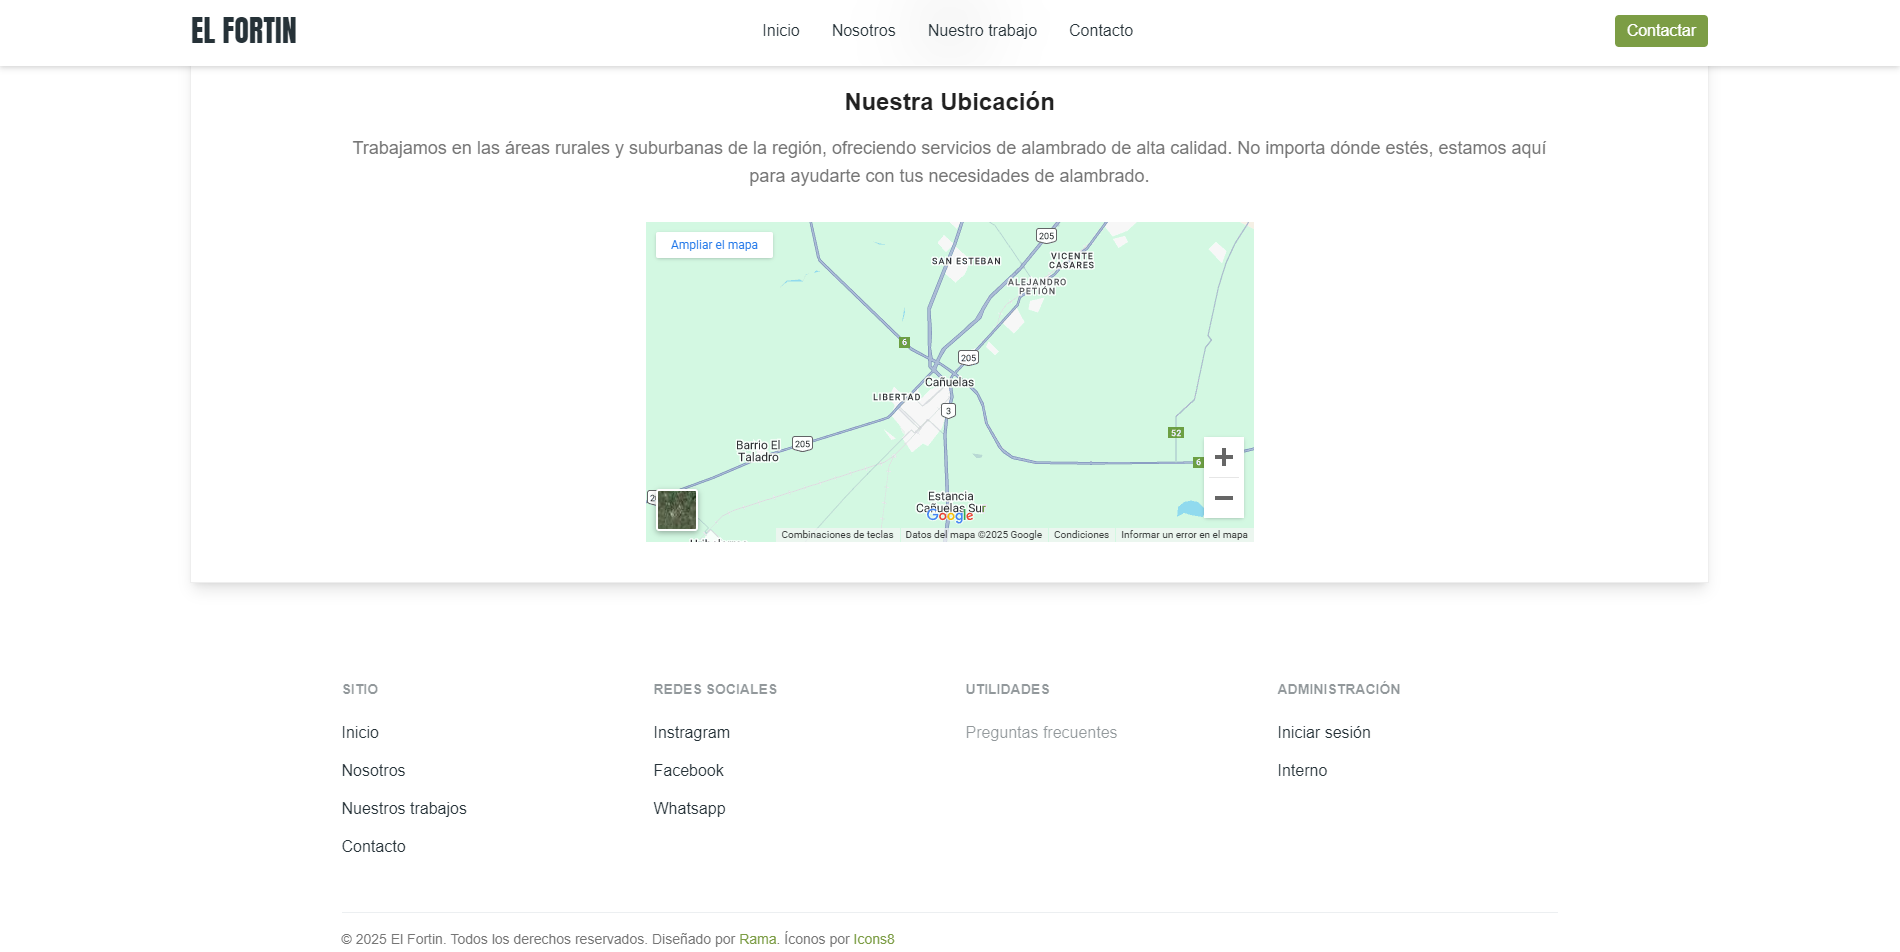 EL FORTIN
Inicio
Nosotros
Nuestro trabajo
Contacto
Contactar
Nuestra Ubicación
Trabajamos en las áreas rurales y suburbanas de la región, ofreciendo servicios de alambrado de alta calidad. No importa dónde estés, estamos aquí
para ayudarte con tus necesidades de alambrado.
Ampliar el mapa
205
SAN ESTEBAN
VICENTE
CASARES
ALEJANDRO
PETIÓN
6
205
Cañuelas
LIBERTAD
3
52
Barrio El
Taladro
205
6
Estancia
Cañuelas Sur
Google
Combinaciones de teclas
Datos del mapa ©2025 Google
Condiciones
Informar un error en el mapa
SITIO
Inicio
Nosotros
Nuestros trabajos
Contacto
REDES SOCIALES
Instragram
Facebook
Whatsapp
UTILIDADES
Preguntas frecuentes
ADMINISTRACIÓN
Iniciar sesión
Interno
© 2025 El Fortin. Todos los derechos reservados. Diseñado por Rama. Íconos por Icons8